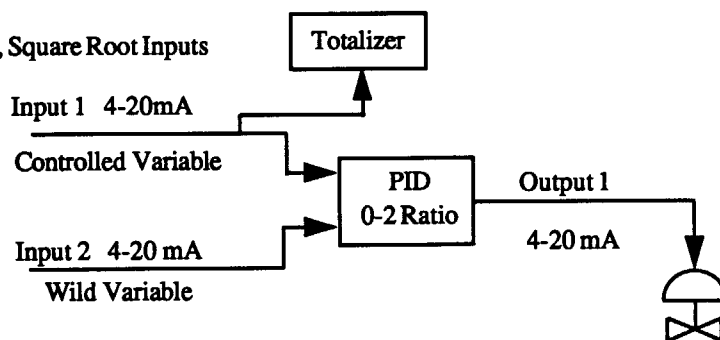 , Square Root Inputs
Totalizer
Input 1 4-20mA
Controlled Variable
PID
0-2 Ratio
Output 1
4-20 mA
Input 2 4-20 mA
Wild Variable